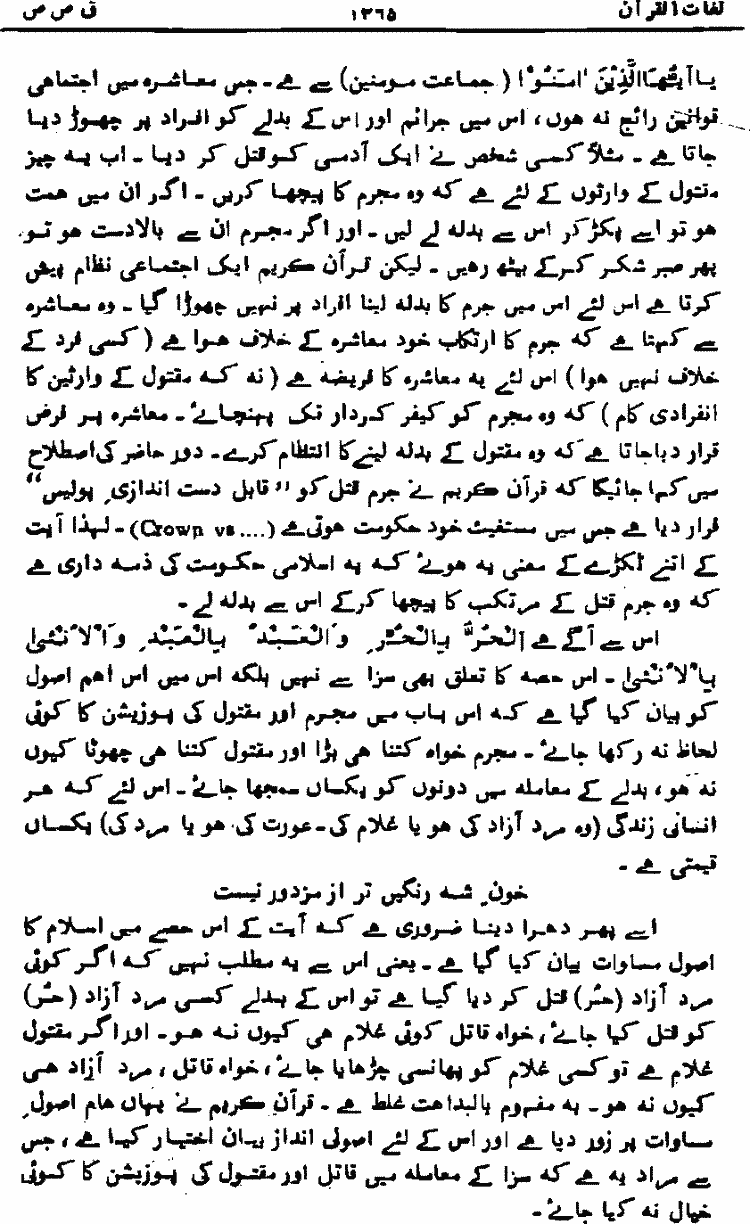 لغات القرآن ۱۳۶۵ ق ص ص
یا آیُّھَا الَّذِیْنَ اٰمَنُوْا (جماعت مومنین) سے ہے۔ جس معاشرہ میں اجتماعی
قوانین رائج نہ ہوں، اس میں جرائم اور اس کے بدلے کو افراد پر چھوڑ دیا
جاتا ہے۔ مثلاً کسی شخص نے ایک آدمی کو قتل کر دیا۔ اب یہ چیز
مقتول کے وارثوں کے لئے ہے کہ وہ مجرم کا پیچھا کریں۔ اگر ان میں ہمت
ہو تو اسے پکڑ کر اس سے بدلہ لے لیں۔ اور اگر مجرم ان سے بالادست ہو تو
پھر صبر شکر کرکے بیٹھ رہیں۔ لیکن قرآن کریم ایک اجتماعی نظام پیش
کرتا ہے اس لئے اس میں جرم کا بدلہ لینا افراد پر نہیں چھوڑا گیا۔ وہ معاشرہ
سے کہتا ہے کہ جرم کا ارتکاب خود معاشرہ کے خلاف ہوا ہے (کسی فرد کے
خلاف نہیں ہوا) اس لئے یہ معاشرہ کا فریضہ ہے (نہ کہ مقتول کے وارثین کا
انفرادی کام) کہ وہ مجرم کو کیفر کردار تک پہنچائے۔ معاشرہ پر فرض
قرار دیا جاتا ہے کہ وہ مقتول کے بدلہ لینے کا انتظام کرے۔ دور حاضر کی اصطلاح
میں کہا جائیگا کہ قرآن کریم نے جرم قتل کو ”قابل دست اندازیِ پولیس“
قرار دیا ہے جس میں مستغیث خود حکومت ہوتی ہے (Crown vs ....)۔ لہذا آیت
کے اتنے ٹکڑے کے معنی یہ ہوئے کہ یہ اسلامی حکومت کی ذمہ داری ہے
کہ وہ جرم قتل کے مرتکب کا پیچھا کرکے اس سے بدلہ لے۔
اس سے آگے ہے اَلْحُرُّ بِالْحُرِّ وَالْعَبْدُ بِالْعَبْدِ وَالْاُنْثٰی
بِالْاُنْثٰی۔ اس حصہ کا تعلق بھی سزا سے نہیں بلکہ اس میں اس اہم اصول
کو بیان کیا گیا ہے کہ اس باب میں مجرم اور مقتول کی پوزیشن کا کوئی
لحاظ نہ رکھا جائے۔ مجرم خواہ کتنا ہی بڑا اور مقتول کتنا ہی چھوٹا کیوں
نہ ہو، بدلے کے معاملہ میں دونوں کو یکساں سمجھا جائے۔ اس لئے کہ ہر
انسانی زندگی (وہ مرد آزاد کی ہو یا غلام کی۔ عورت کی ہو یا مرد کی) یکساں
قیمتی ہے۔
خونِ شہ رنگیں تر از مزدور نیست
اسے پھر دھرا دینا ضروری ہے کہ آیت کے اس حصے میں اسلام کا
اصول مساوات بیان کیا گیا ہے۔ یعنی اس سے یہ مطلب نہیں کہ اگر کوئی
مرد آزاد (حُر) قتل کر دیا گیا ہے تو اس کے بدلے کسی مرد آزاد (حُر)
کو قتل کیا جائے، خواہ قاتل کوئی غلام ہی کیوں نہ ہو۔ اور اگر مقتول
غلام ہے تو کسی غلام کو پھانسی چڑھایا جائے، خواہ قاتل، مرد آزاد ہی
کیوں نہ ہو۔ یہ مفہوم بالبداہت غلط ہے۔ قرآن کریم نے یہاں عام اصولِ
مساوات پر زور دیا ہے اور اس کے لئے اصولی انداز بیان اختیار کیا ہے، جس
سے مراد یہ ہے کہ سزا کے معاملہ میں قاتل اور مقتول کی پوزیشن کا کوئی
خیال نہ کیا جائے۔